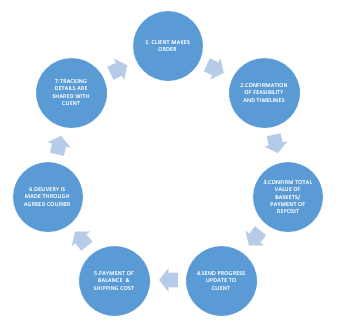 1. CLIENT MAKES
ORDER
2.CONFIRMATION
OF FEASIBILITY
AND TIMELINES
3.CONFIRM TOTAL
VALUE OF
BASKETS/
PAYMENT OF
DEPOSIT
4.SEND PROGRESS
UPDATE TO
CLIENT
5.PAYMENT OF
BALANCE &
SHIPPING COST
6.DELIVERY IS
MADE THROUGH
AGREED COURIER
7.TRACKING
DETAILS ARE
SHARED WITH
CLIENT